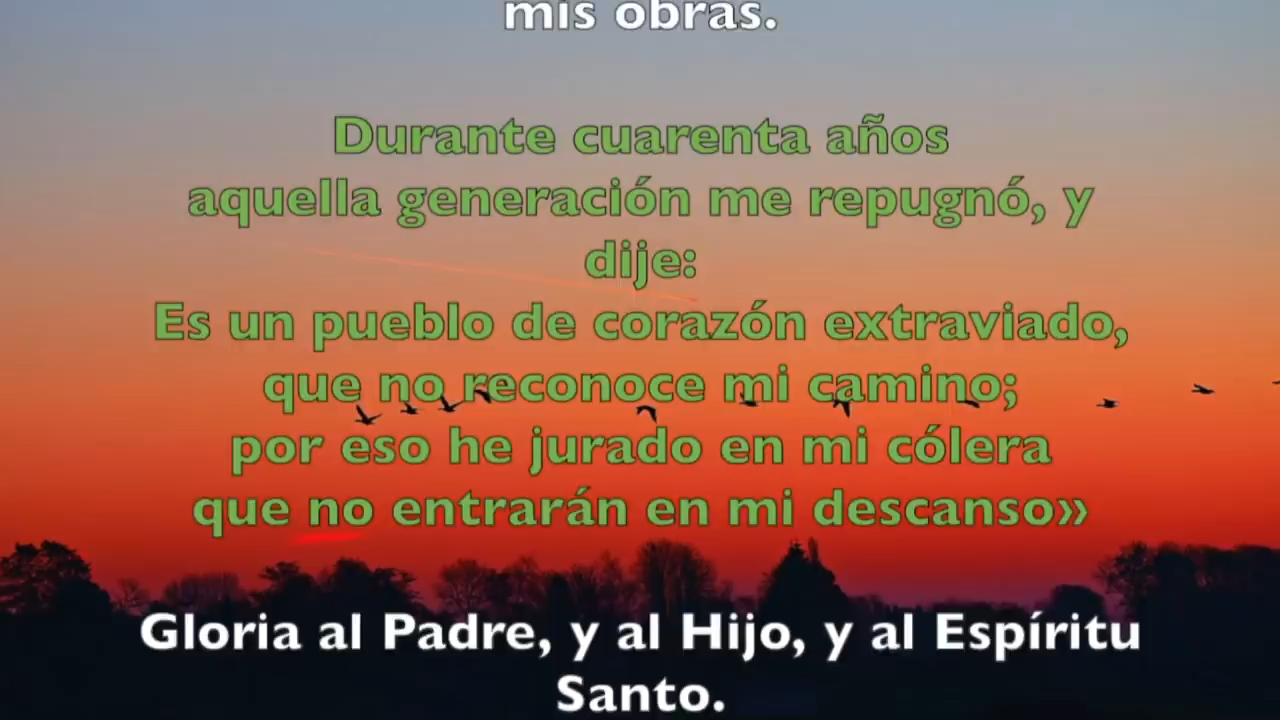 mis obras.
Durante cuarenta años
aquella generación me repugnó, y
dije:
Es un pueblo de corazón extraviado,
que no reconoce mi camino;
por eso he jurado en mi cólera
que no entrarán en mi descanso»
Gloria al Padre, y al Hijo, y al Espíritu
Santo.